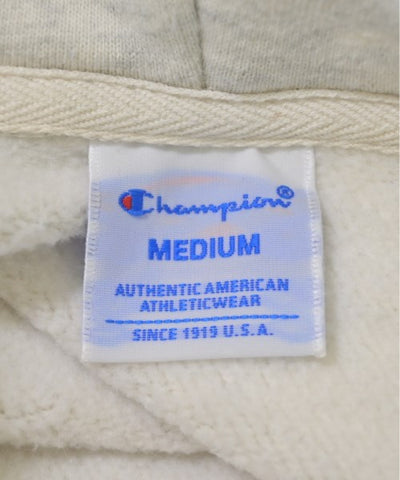 Champion®
MEDIUM
AUTHENTIC AMERICAN
ATHLETICWEAR
SINCE 1919 U.S.A.